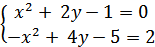 x² + 2y − 1 = 0
−x² + 4y − 5 = 2